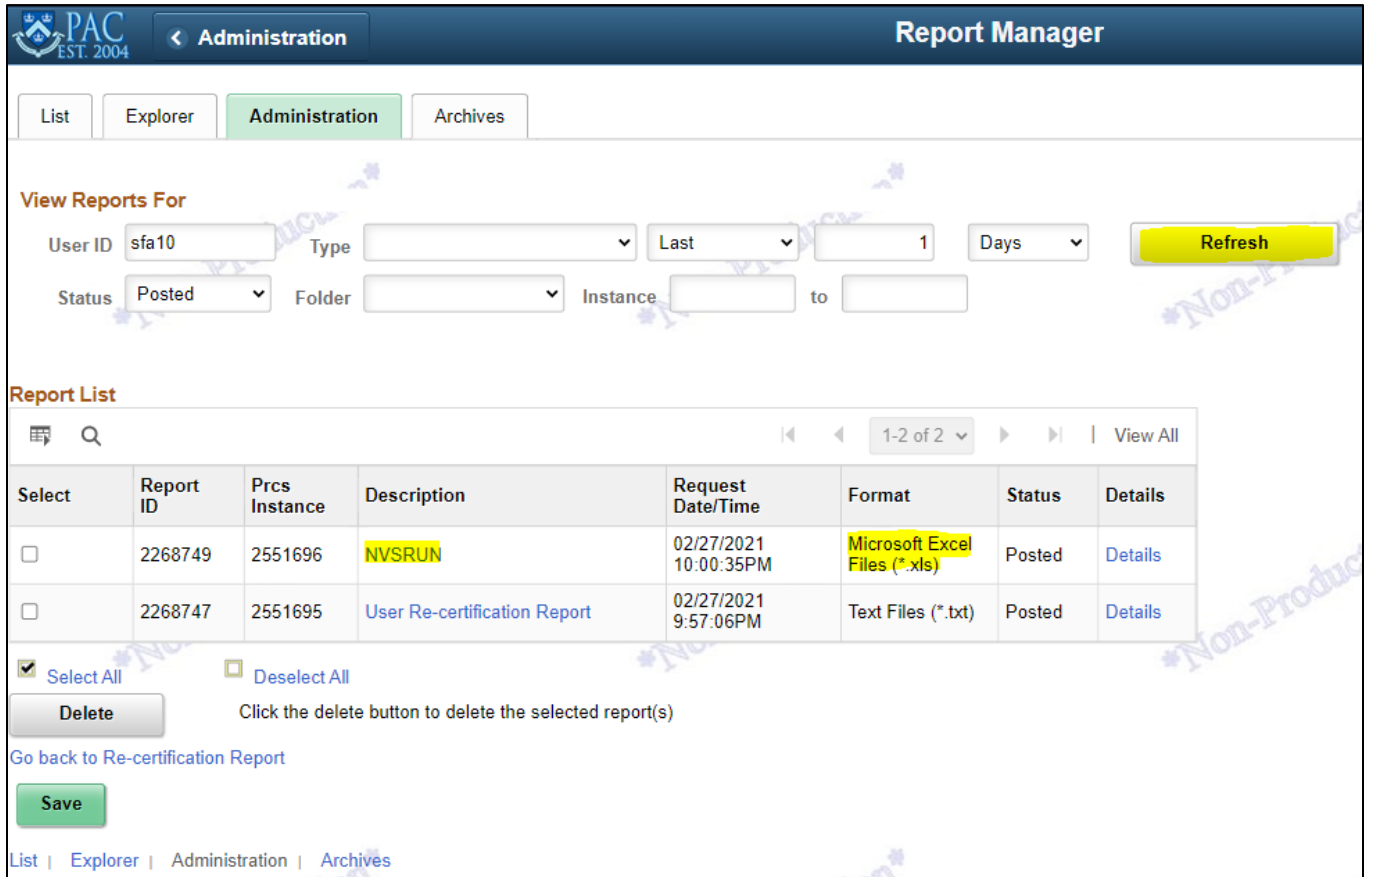 PAC
EST. 2004
Administration
Report Manager
List Explorer Administration Archives
View Reports For
User ID sfa10 Type Last 1 Days Refresh
Status Posted Folder Instance to
Report List
1-2 of 2 | View All
Select Report ID Prcs Instance Description Request Date/Time Format Status Details
2268749 2551696 NVSRUN 02/27/2021 10:00:35PM Microsoft Excel Files (*.xls) Posted Details
2268747 2551695 User Re-certification Report 02/27/2021 9:57:06PM Text Files (*.txt) Posted Details
Select All Deselect All
Delete Click the delete button to delete the selected report(s)
Go back to Re-certification Report
Save
List | Explorer | Administration | Archives
*Non-Produc
*Non-Produc